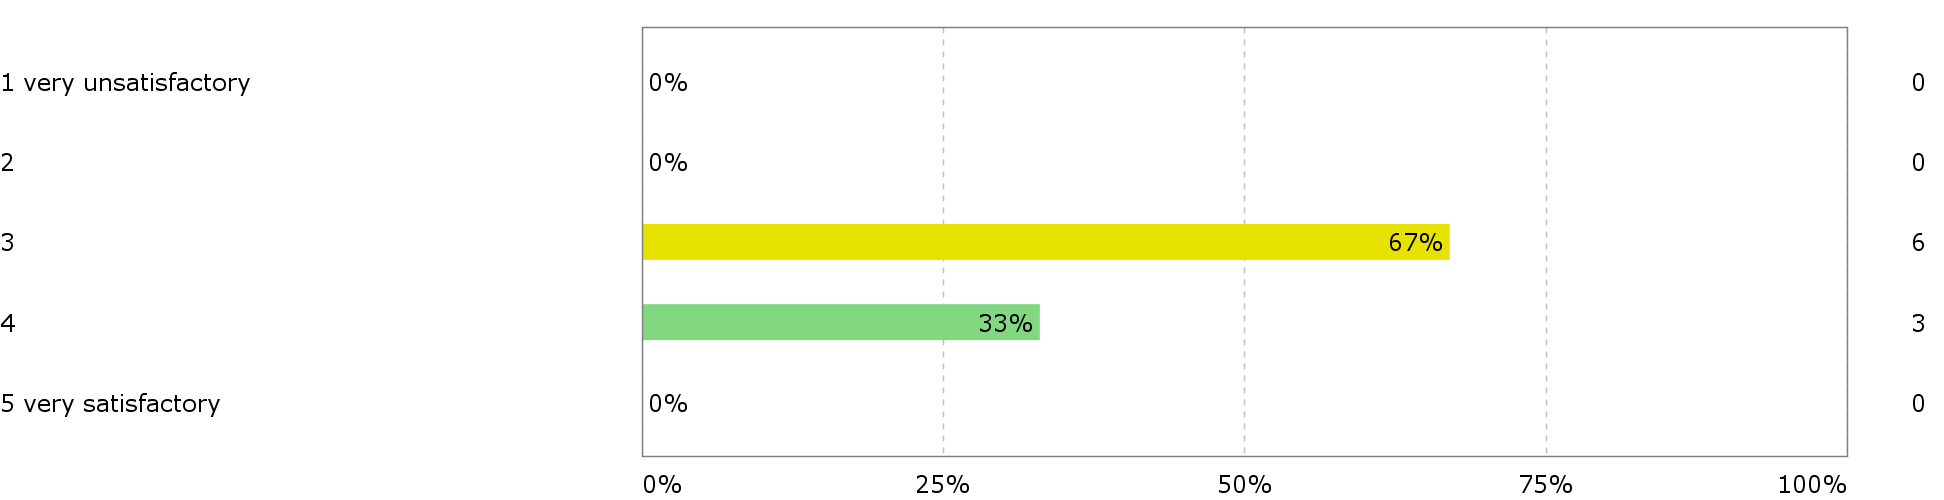 1 very unsatisfactory 0% 0
2 0% 0
3 67% 6
4 33% 3
5 very satisfactory 0% 0
0% 25% 50% 75% 100%